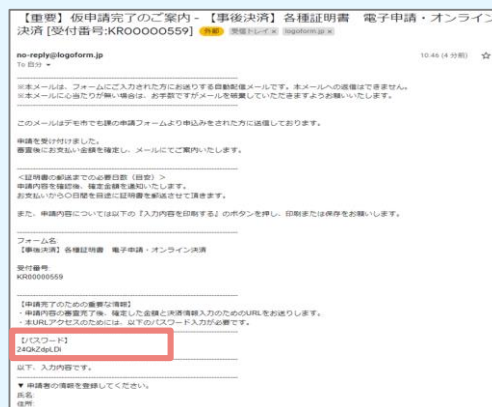 【重要】仮申請完了のご案内 - 【事後決済】各種証明書　電子申請・オンライン
決済 [受付番号:KR00000559] 外部 受信トレイ × logoform.jp ×
no-reply@logoform.jp 10:46 (4 分前) ☆
To 自分
※本メールは、フォームにご入力された方にお送りする自動配信メールです。本メールへの返信はできません。
※本メールに心当たりが無い場合は、お手数ですがメールを破棄していただきますようお願いいたします。
このメールはデモ市でも課の申請フォームより申込みをされた方に送信しております。
申請を受け付けました。
審査後にお支払い金額を確定し、メールにてご案内いたします。
<証明書の郵送までの必要日数（目安）>
申請内容を確認後、確定金額を通知いたします。
お支払いから〇日間を目途に証明書を郵送させて頂きます。
また、申請内容については以下の『入力内容を印刷する』のボタンを押し、印刷または保存をお願いします。
フォーム名:
【事後決済】各種証明書　電子申請・オンライン決済
受付番号:
KR00000559
【申請完了のための重要な情報】
・申請内容の審査完了後、確定した金額と決済情報入力のためのURLをお送りします。
・本URLアクセスのためには、以下のパスワード入力が必要です。
【パスワード】
24QkZdpLDi
以下、入力内容です。
▼ 申請者の情報を登録してください。
氏名:
住所: